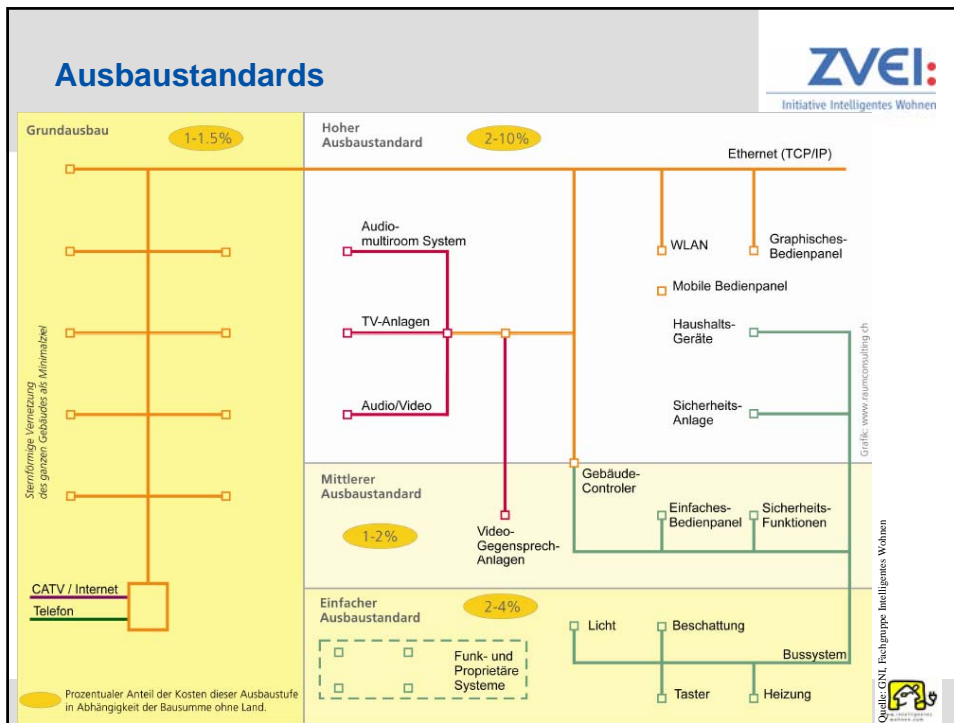 Ausbaustandards
ZVEI:
Initiative Intelligentes Wohnen
Grundausbau
1-1.5%
Hoher
Ausbaustandard
2-10%
Ethernet (TCP/IP)
Audio-
multiroom System
WLAN
Graphisches-
Bedienpanel
Mobile Bedienpanel
TV-Anlagen
Haushalts-
Geräte
Audio/Video
Sicherheits-
Anlage
Sternförmige Vernetzung
des ganzen Gebäudes als Minimalziel
Grafik: www.raumconsulting.ch
Mittlerer
Ausbaustandard
1-2%
Gebäude-
Controler
Einfaches-
Bedienpanel
Sicherheits-
Funktionen
Video-
Gegensprech-
Anlagen
CATV / Internet
Telefon
Einfacher
Ausbaustandard
2-4%
Licht
Beschattung
Bussystem
Funk- und
Proprietäre
Systeme
Taster
Heizung
Prozentualer Anteil der Kosten dieser Ausbaustufe
in Abhängigkeit der Bausumme ohne Land.
Quelle: GNI, Fachgruppe Intelligentes Wohnen